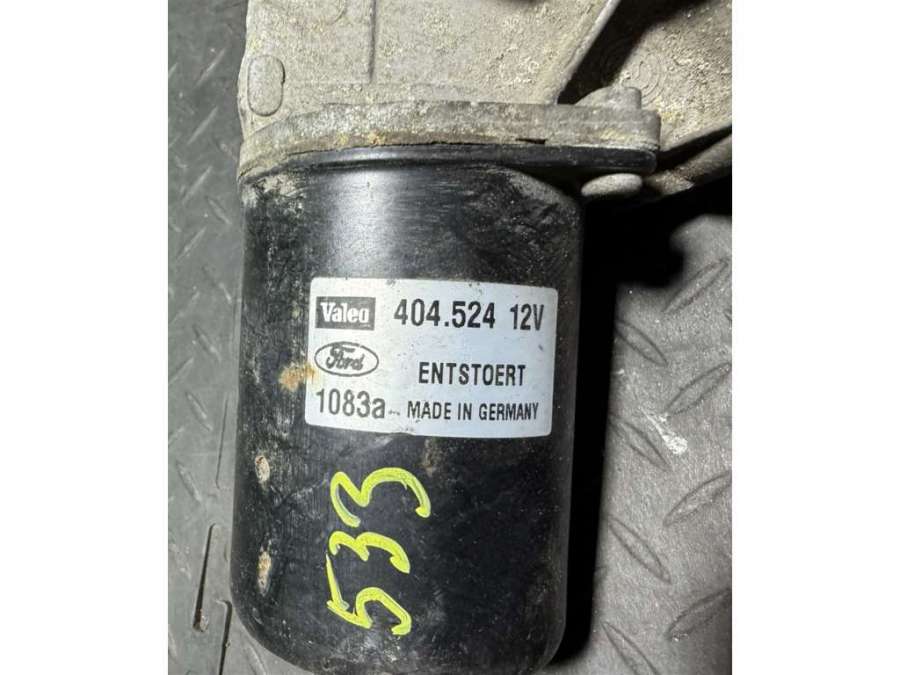 Valeo 404.524 12V
Ford ENTSTOERT
1083a MADE IN GERMANY
533